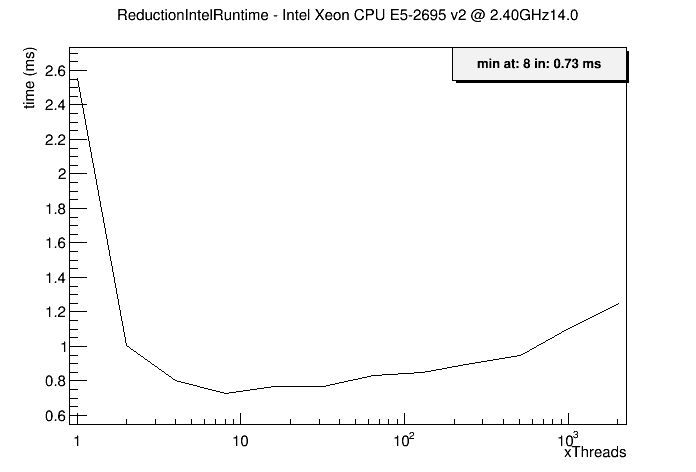 ReductionIntelRuntime - Intel Xeon CPU E5-2695 v2 @ 2.40GHz14.0
min at: 8 in: 0.73 ms
time (ms)
2.6
2.4
2.2
2
1.8
1.6
1.4
1.2
1
0.8
0.6
1 10 10² 10³
xThreads